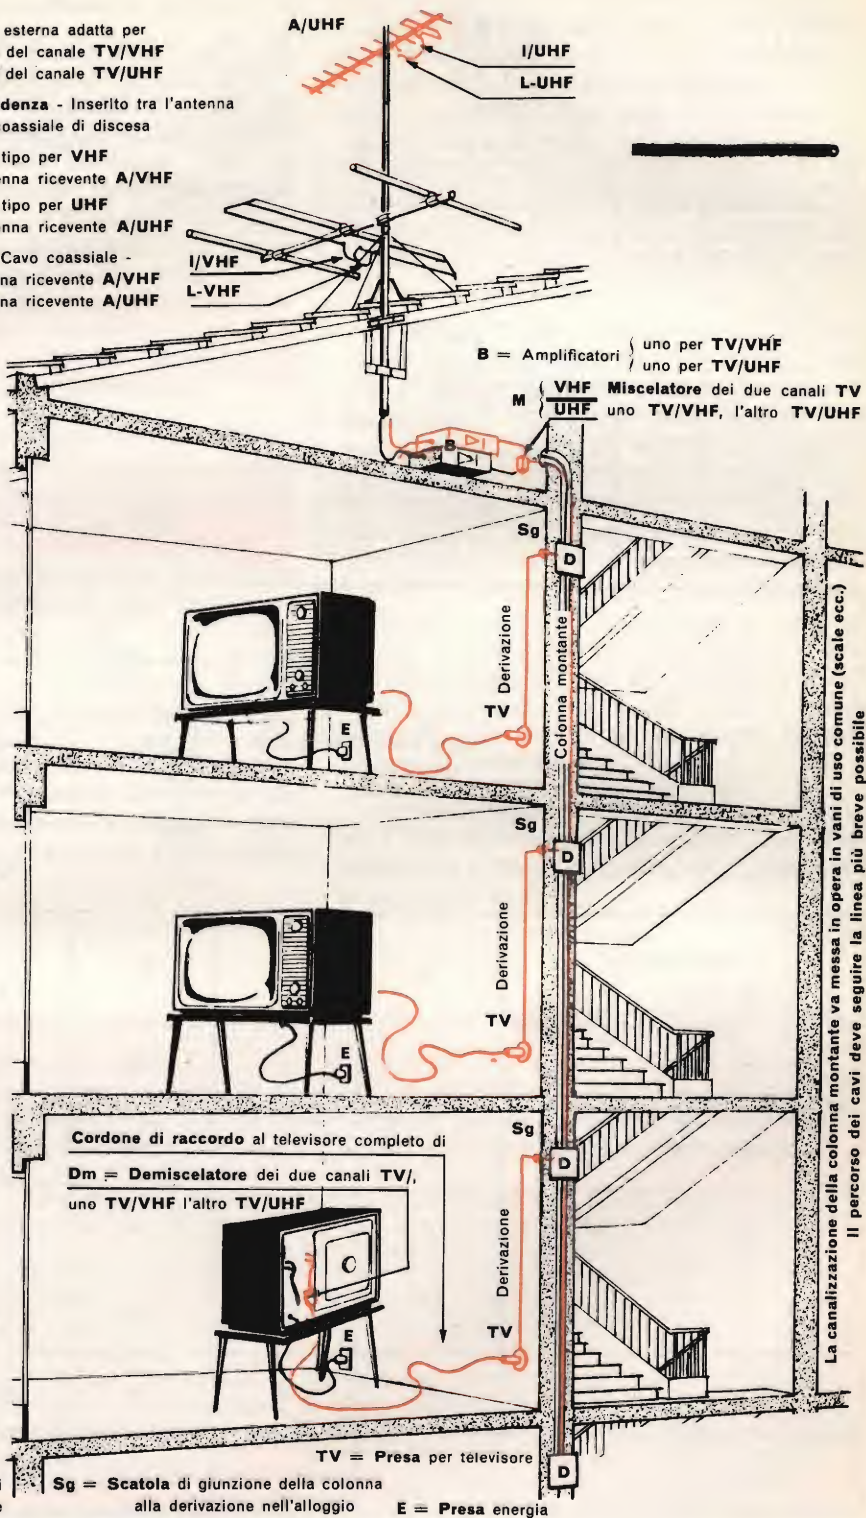 esterna adatta per
del canale TV/VHF
del canale TV/UHF
denza - Inserito tra l'antenna
coassiale di discesa
tipo per VHF
enna ricevente A/VHF
tipo per UHF
nna ricevente A/UHF
Cavo coassiale -
na ricevente A/VHF
na ricevente A/UHF
A/UHF
I/UHF
L-UHF
I/VHF
L-VHF
B = Amplificatori { uno per TV/VHF
uno per TV/UHF
M { VHF Miscelatore dei due canali TV
UHF uno TV/VHF, l'altro TV/UHF
B
Sg
D
Derivazione
Colonna montante
TV
E
Sg
D
Derivazione
TV
E
Sg
D
Cordone di raccordo al televisore completo di
Dm = Demiscelatore dei due canali TV/,
uno TV/VHF l'altro TV/UHF
Derivazione
TV
E
La canalizzazione della colonna montante va messa in opera in vani di uso comune (scale ecc.)
Il percorso dei cavi deve seguire la linea più breve possibile
TV = Presa per televisore
D
i
Sg = Scatola di giunzione della colonna
e
alla derivazione nell'alloggio
E = Presa energia